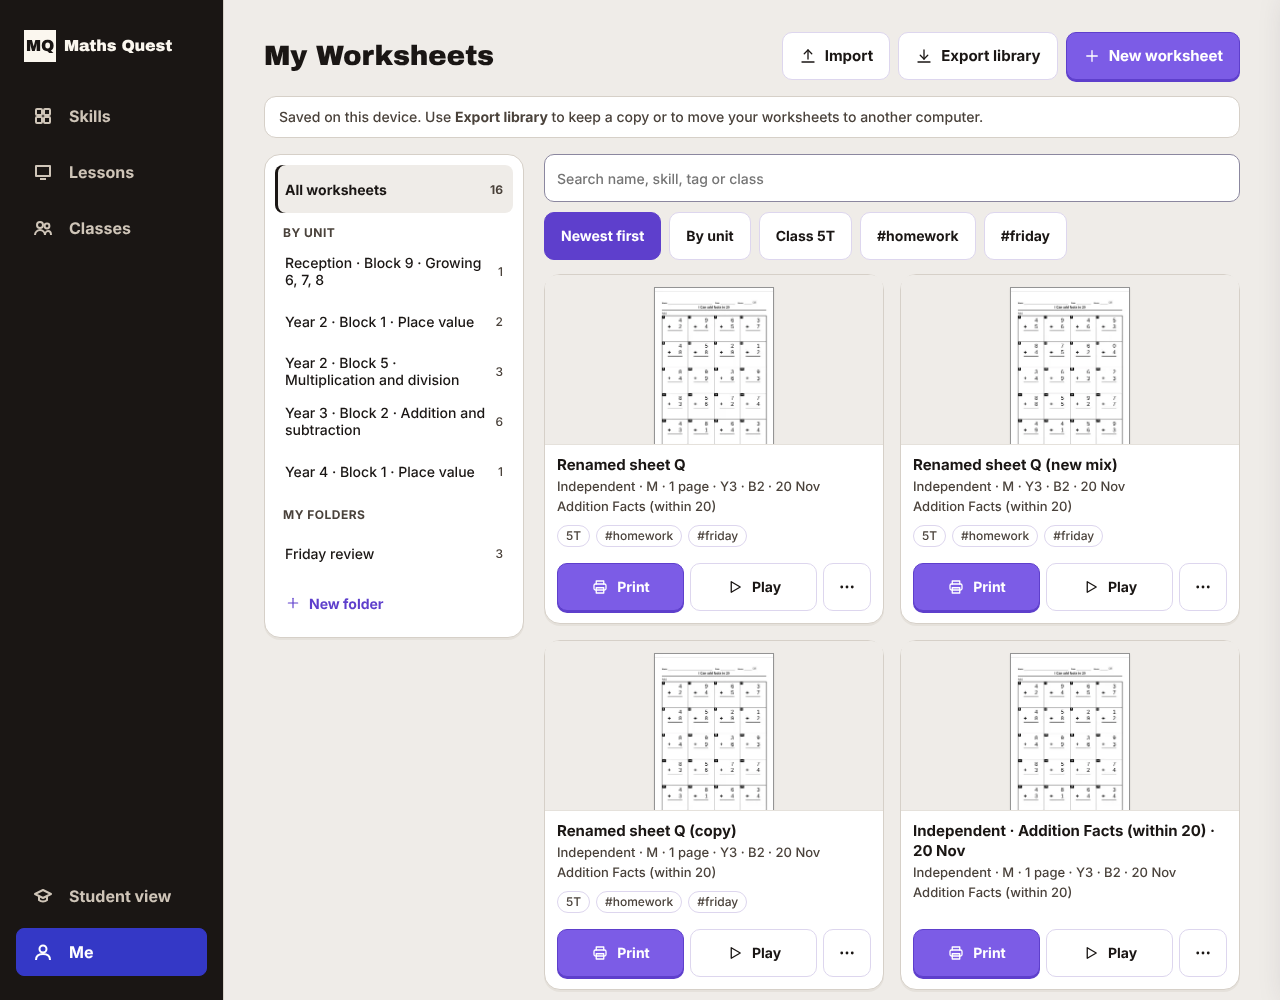 MQ Maths Quest
Skills
Lessons
Classes
Student view
Me
My Worksheets
Import
Export library
New worksheet
Saved on this device. Use Export library to keep a copy or to move your worksheets to another computer.
All worksheets 16
BY UNIT
Reception · Block 9 · Growing
6, 7, 8
1
Year 2 · Block 1 · Place value 2
Year 2 · Block 5 ·
Multiplication and division
3
Year 3 · Block 2 · Addition and
subtraction
6
Year 4 · Block 1 · Place value 1
MY FOLDERS
Friday review 3
New folder
Search name, skill, tag or class
Newest first
By unit
Class 5T
#homework
#friday
Renamed sheet Q
Independent · M · 1 page · Y3 · B2 · 20 Nov
Addition Facts (within 20)
5T #homework #friday
Print Play
Renamed sheet Q (new mix)
Independent · M · Y3 · B2 · 20 Nov
Addition Facts (within 20)
5T #homework #friday
Print Play
Renamed sheet Q (copy)
Independent · M · 1 page · Y3 · B2 · 20 Nov
Addition Facts (within 20)
5T #homework #friday
Print Play
Independent · Addition Facts (within 20) ·
20 Nov
Independent · M · 1 page · Y3 · B2 · 20 Nov
Addition Facts (within 20)
Print Play